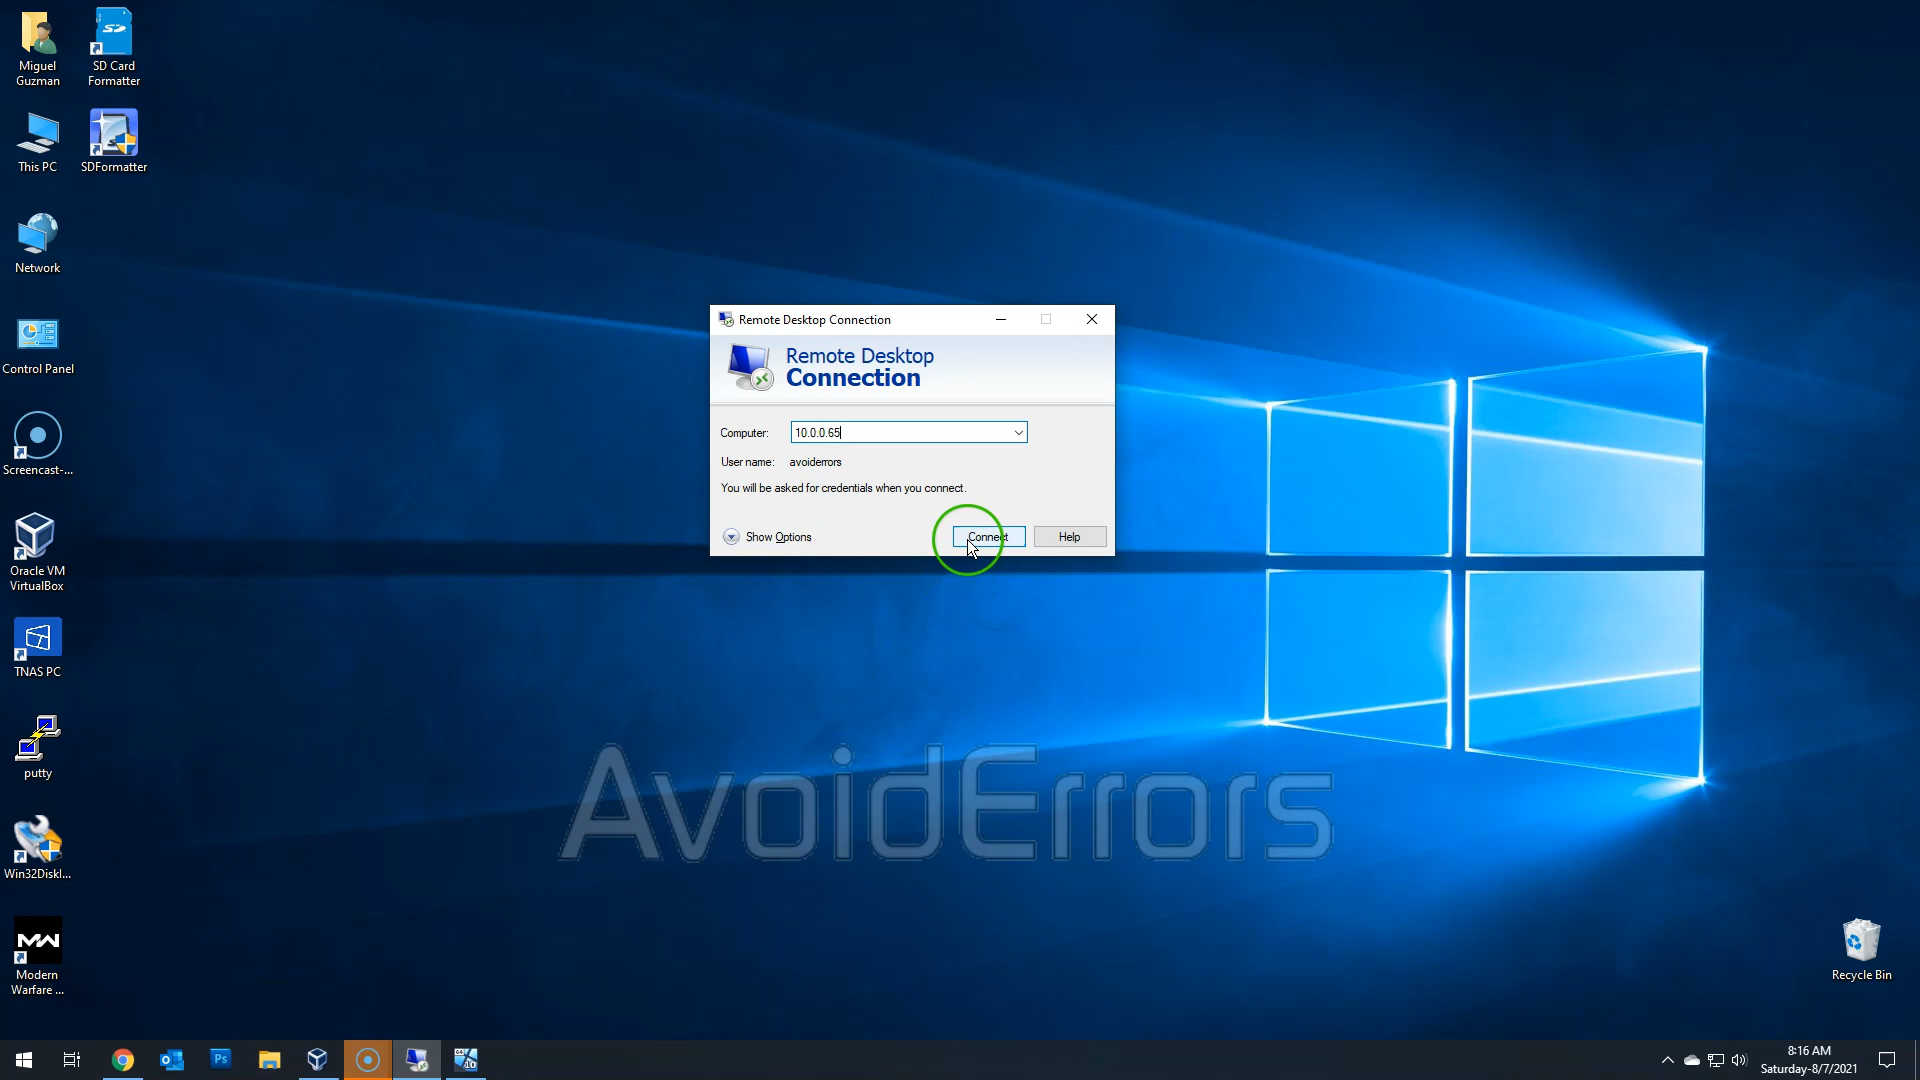 Miguel
Guzman
SD Card
Formatter
This PC
SDFormatter
Network
Control Panel
Screencast-...
Oracle VM
VirtualBox
TNAS PC
putty
Win32DiskI...
MW
Modern
Warfare ...
Remote Desktop Connection
Remote Desktop
Connection
Computer:
10.0.0.65
User name:
avoiderrors
You will be asked for credentials when you connect.
Show Options
Connect
Help
AvoidErrors
Recycle Bin
Ps
8:16 AM
Saturday-8/7/2021